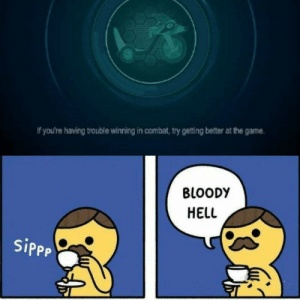 If you're having trouble winning in combat, try getting better at the game.
SiPPP
BLOODY
HELL